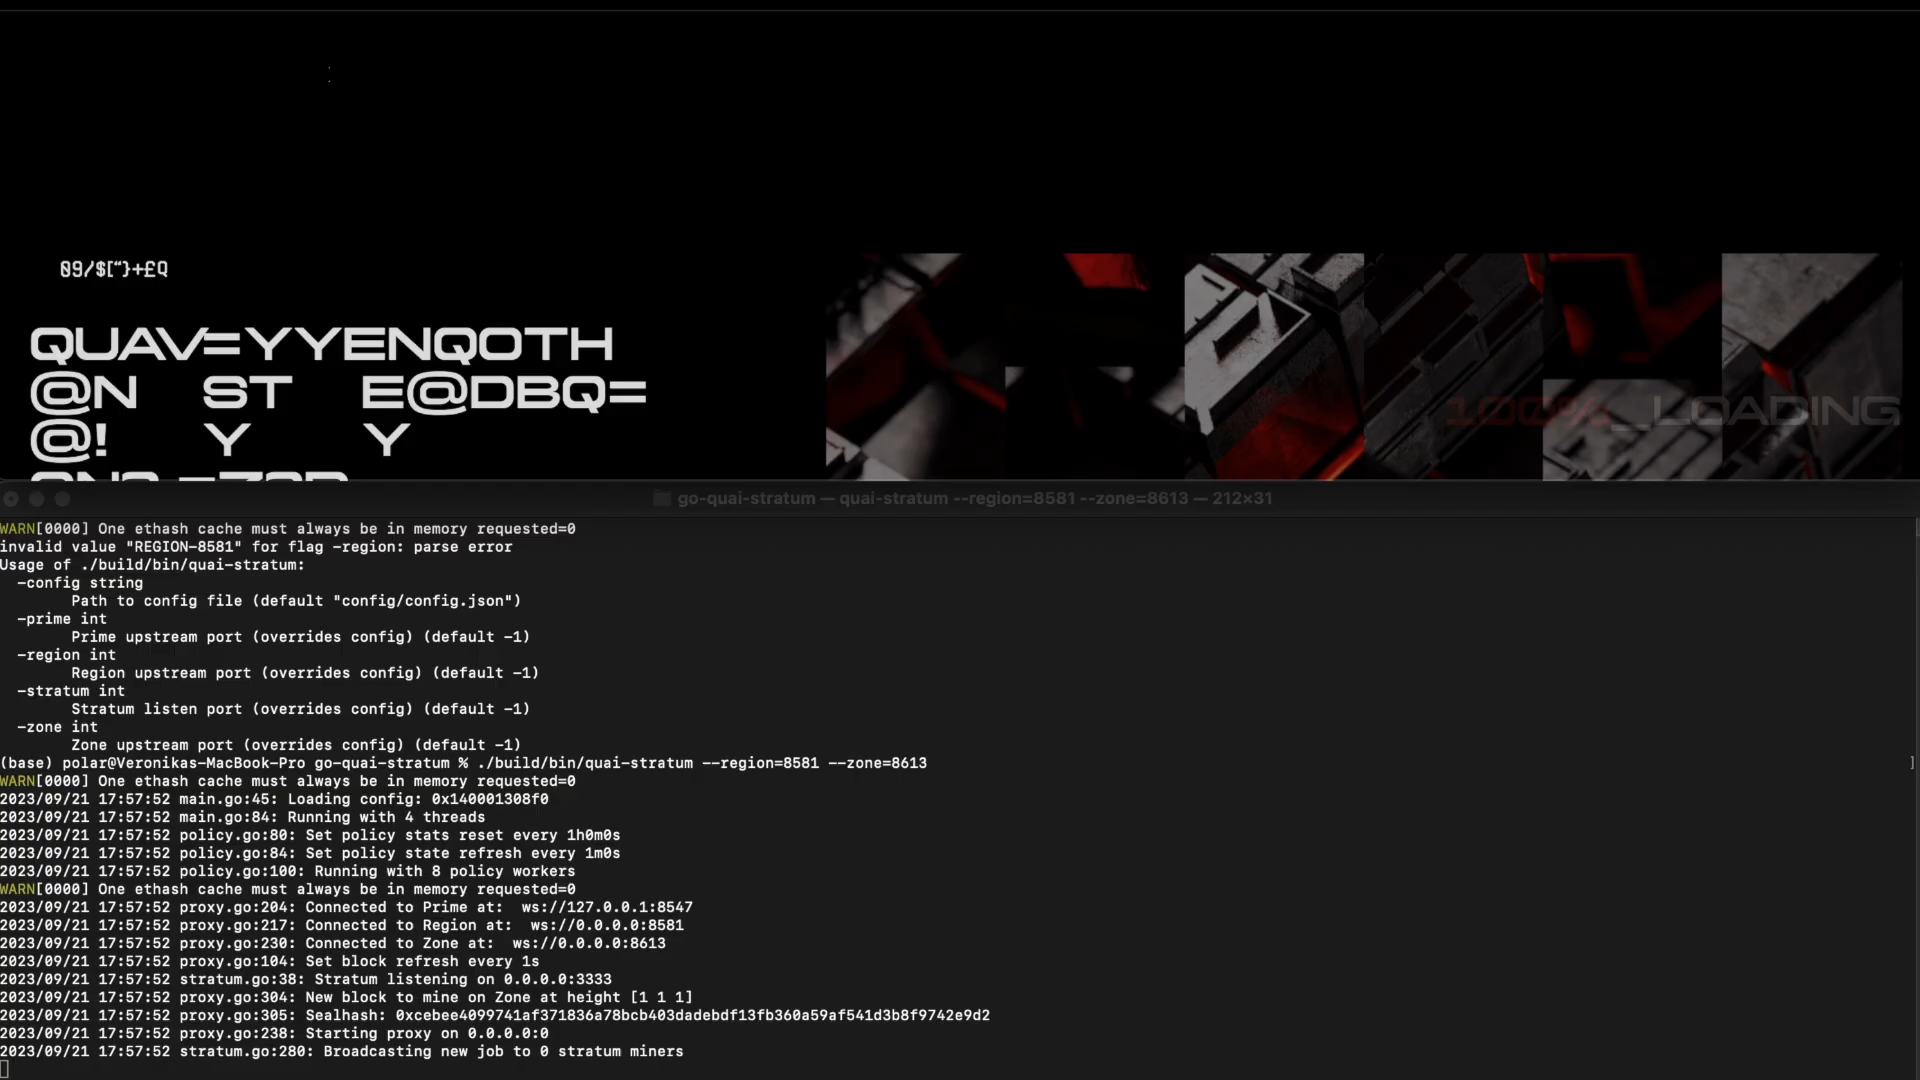 09/$["}+£Q
QUAV=YYENQOTH
@N ST E@DBQ=
@! Y Y
100%_LOADING
go-quai-stratum — quai-stratum --region=8581 --zone=8613 — 212×31
WARN[0000] One ethash cache must always be in memory requested=0
invalid value "REGION-8581" for flag -region: parse error
Usage of ./build/bin/quai-stratum:
-config string
Path to config file (default "config/config.json")
-prime int
Prime upstream port (overrides config) (default -1)
-region int
Region upstream port (overrides config) (default -1)
-stratum int
Stratum listen port (overrides config) (default -1)
-zone int
Zone upstream port (overrides config) (default -1)
(base) polar@Veronikas-MacBook-Pro go-quai-stratum % ./build/bin/quai-stratum --region=8581 --zone=8613 ]
WARN[0000] One ethash cache must always be in memory requested=0
2023/09/21 17:57:52 main.go:45: Loading config: 0x140001308f0
2023/09/21 17:57:52 main.go:84: Running with 4 threads
2023/09/21 17:57:52 policy.go:80: Set policy stats reset every 1h0m0s
2023/09/21 17:57:52 policy.go:84: Set policy state refresh every 1m0s
2023/09/21 17:57:52 policy.go:100: Running with 8 policy workers
WARN[0000] One ethash cache must always be in memory requested=0
2023/09/21 17:57:52 proxy.go:204: Connected to Prime at:  ws://127.0.0.1:8547
2023/09/21 17:57:52 proxy.go:217: Connected to Region at:  ws://0.0.0.0:8581
2023/09/21 17:57:52 proxy.go:230: Connected to Zone at:  ws://0.0.0.0:8613
2023/09/21 17:57:52 proxy.go:104: Set block refresh every 1s
2023/09/21 17:57:52 stratum.go:38: Stratum listening on 0.0.0.0:3333
2023/09/21 17:57:52 proxy.go:304: New block to mine on Zone at height [1 1 1]
2023/09/21 17:57:52 proxy.go:305: Sealhash: 0xcebee4099741af371836a78bcb403dadebdf13fb360a59af541d3b8f9742e9d2
2023/09/21 17:57:52 proxy.go:238: Starting proxy on 0.0.0.0:0
2023/09/21 17:57:52 stratum.go:280: Broadcasting new job to 0 stratum miners